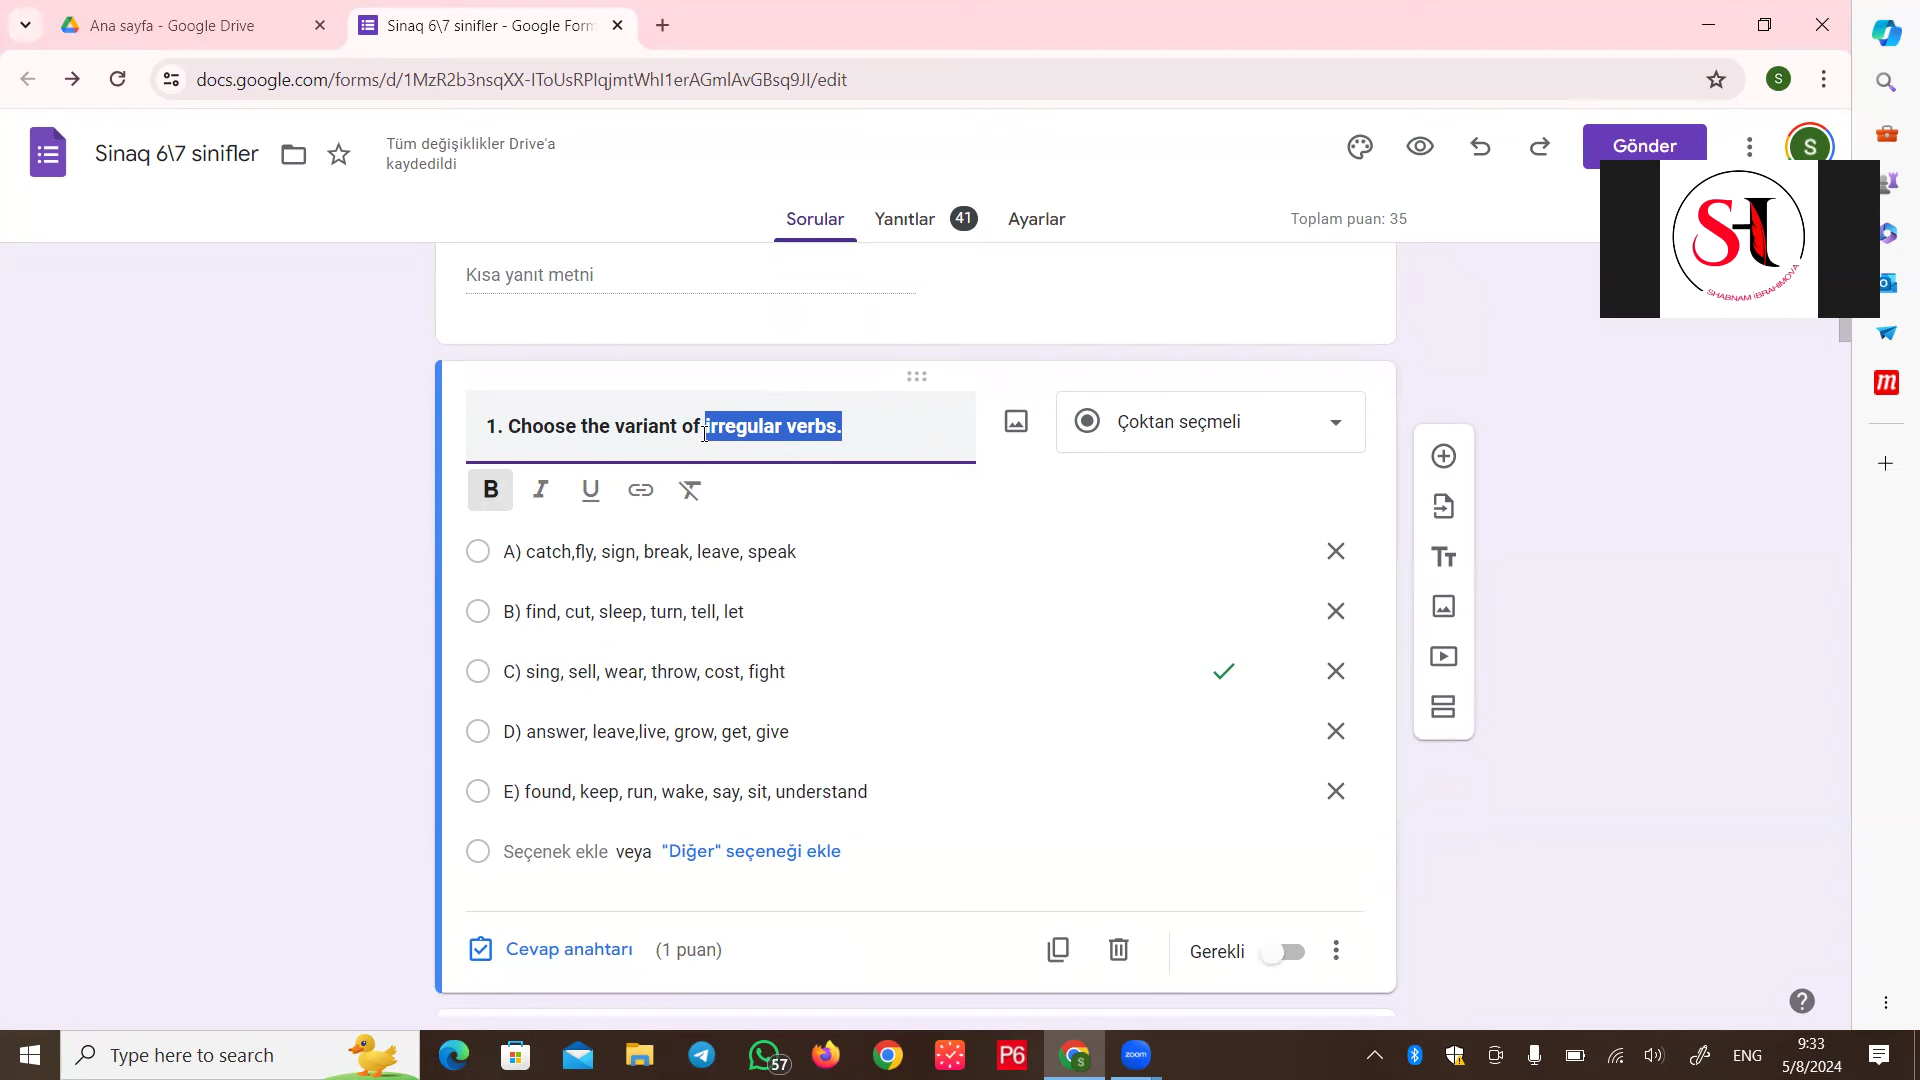 Ana sayfa - Google Drive
Sinaq 6\7 sinifler - Google Form
docs.google.com/forms/d/1MzR2b3nsqXX-IToUsRPIqjmtWhI1erAGmlAvGBsq9JI/edit
S
Sinaq 6\7 sinifler
Tüm değişiklikler Drive'a
kaydedildi
Gönder
S
Sorular
Yanıtlar 41
Ayarlar
Toplam puan: 35
SHABNAM IBRAHIMOVA
Kısa yanıt metni
1. Choose the variant of irregular verbs.
Çoktan seçmeli
B I U
A) catch,fly, sign, break, leave, speak
B) find, cut, sleep, turn, tell, let
C) sing, sell, wear, throw, cost, fight
D) answer, leave,live, grow, get, give
E) found, keep, run, wake, say, sit, understand
Seçenek ekle veya "Diğer" seçeneği ekle
Cevap anahtarı (1 puan)
Gerekli
Tт
m
Type here to search
57
P6
S
zoom
ENG
9:33
5/8/2024